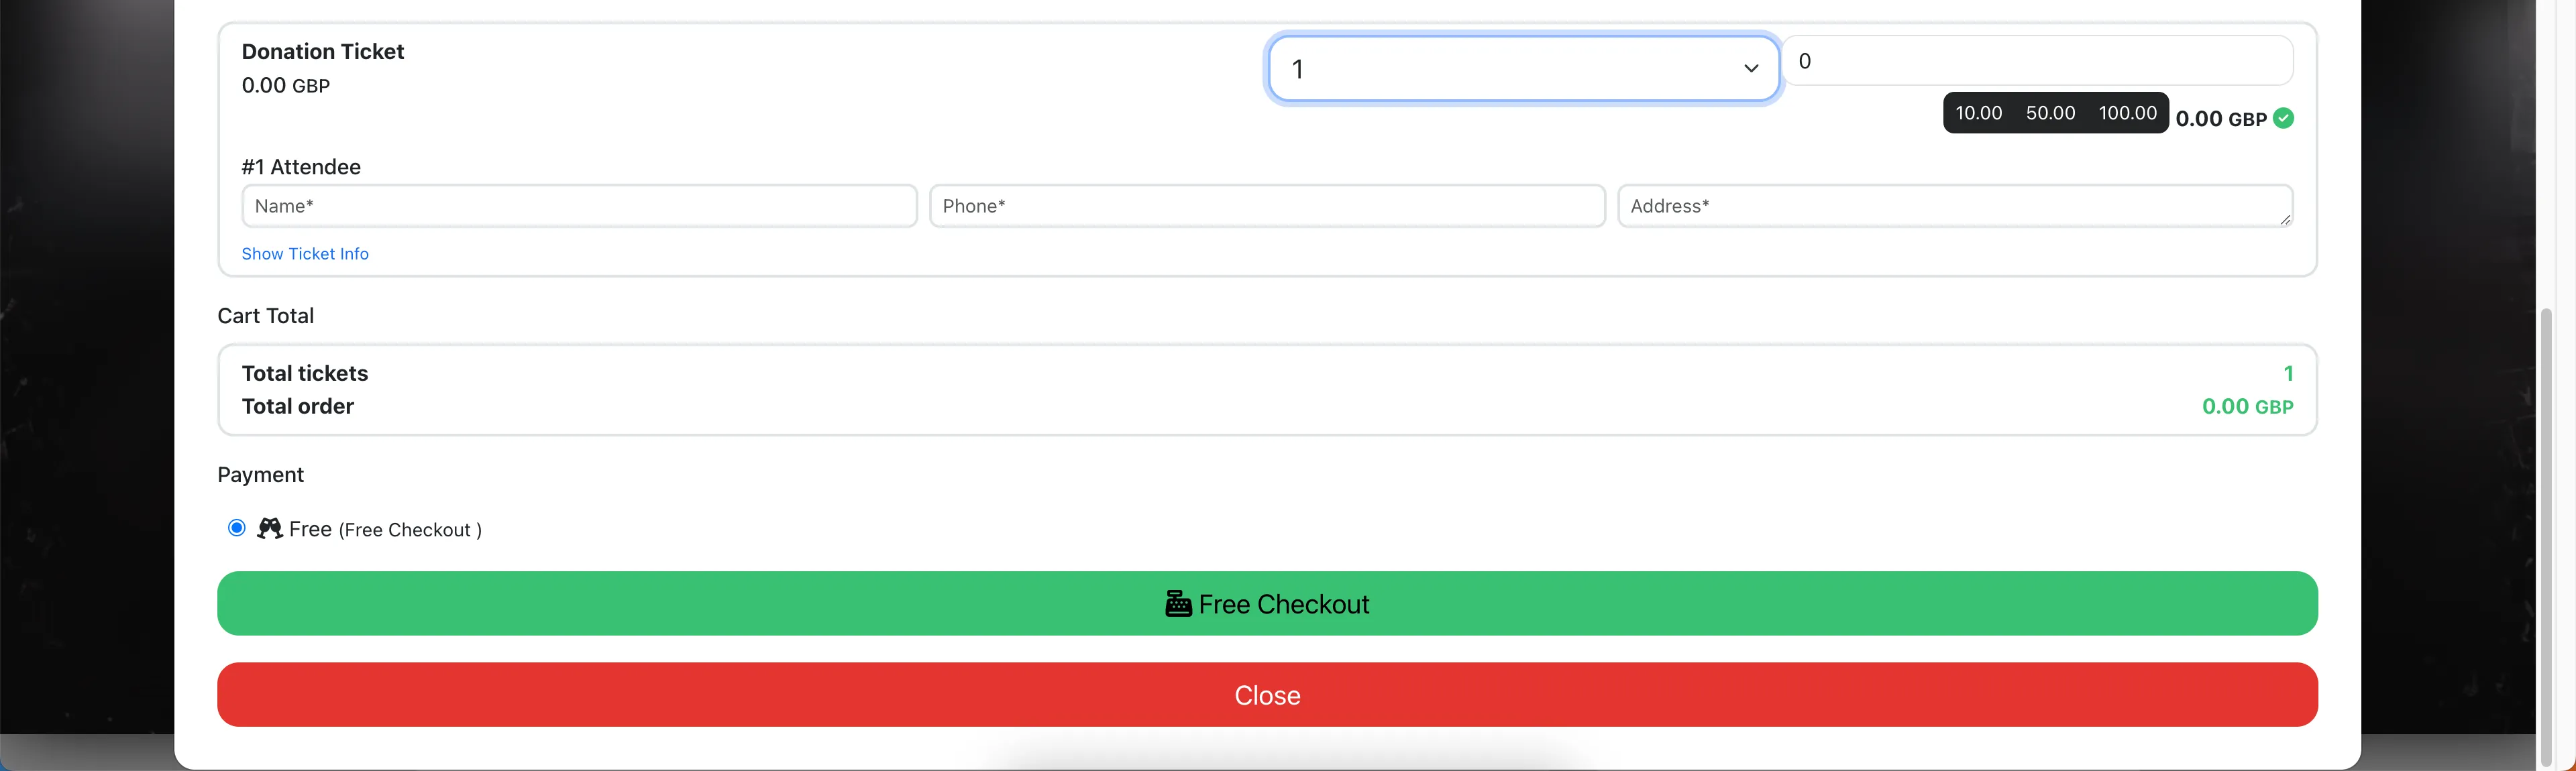 Donation Ticket
0.00 GBP
1
0
10.00 50.00 100.00
0.00 GBP
#1 Attendee
Name*
Phone*
Address*
Show Ticket Info
Cart Total
Total tickets 1
Total order 0.00 GBP
Payment
Free (Free Checkout )
Free Checkout
Close